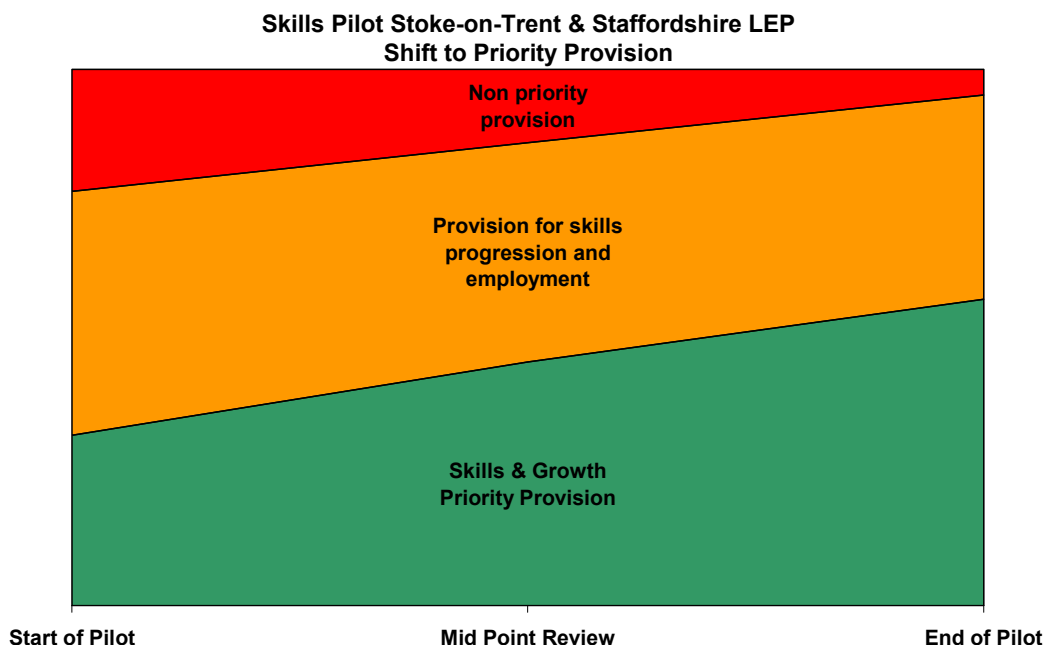 Skills Pilot Stoke-on-Trent & Staffordshire LEP
Shift to Priority Provision
Non priority
provision
Provision for skills
progression and
employment
Skills & Growth
Priority Provision
Start of Pilot
Mid Point Review
End of Pilot